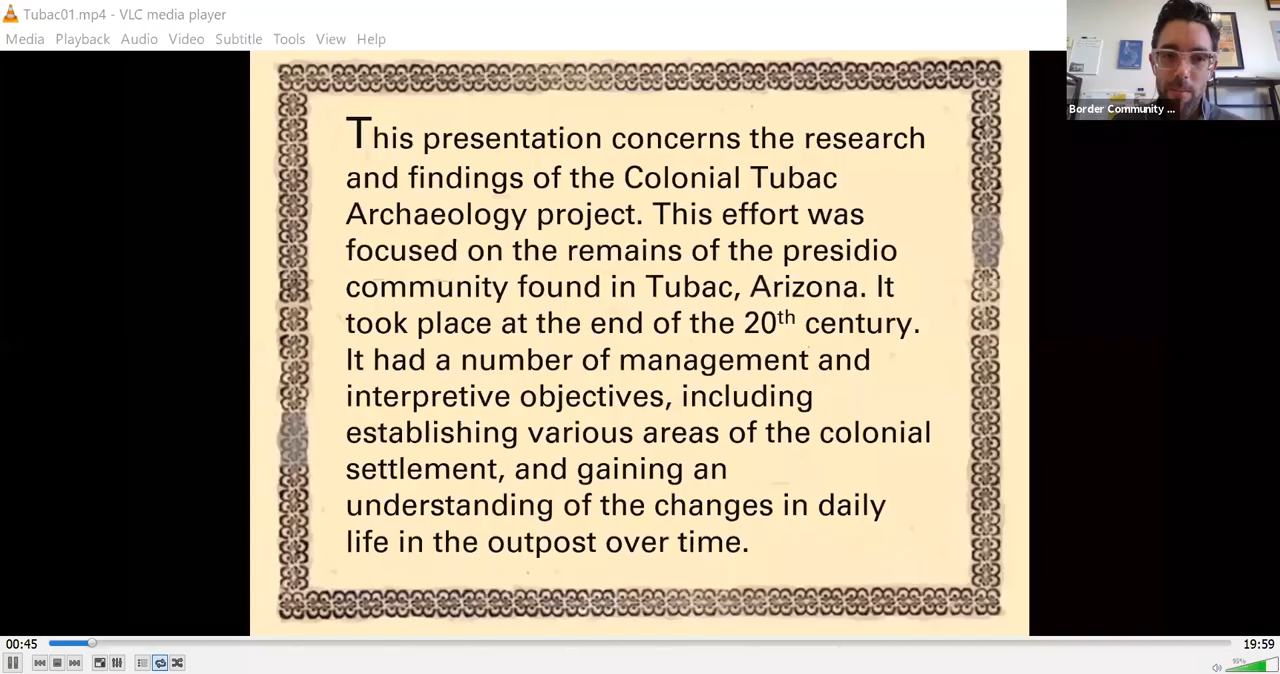 Tubac01.mp4 - VLC media player
Media Playback Audio Video Subtitle Tools View Help
Border Community ...
This presentation concerns the research
and findings of the Colonial Tubac
Archaeology project. This effort was
focused on the remains of the presidio
community found in Tubac, Arizona. It
took place at the end of the 20th century.
It had a number of management and
interpretive objectives, including
establishing various areas of the colonial
settlement, and gaining an
understanding of the changes in daily
life in the outpost over time.
00:45
19:59
95%